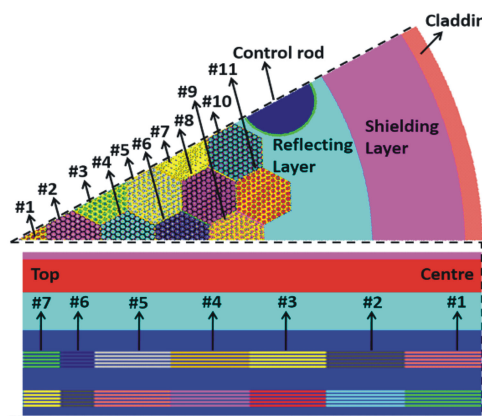 Claddin
Control rod
#11
#9
#10
#7
#8
#6
#5
#4
#3
#2
#1
Reflecting
Layer
Shielding
Layer
Top
Centre
#7 #6 #5 #4 #3 #2 #1